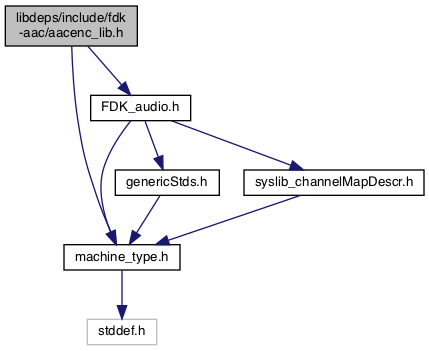 libdeps/include/fdk
-aac/aacenc_lib.h
FDK_audio.h
genericStds.h
syslib_channelMapDescr.h
machine_type.h
stddef.h